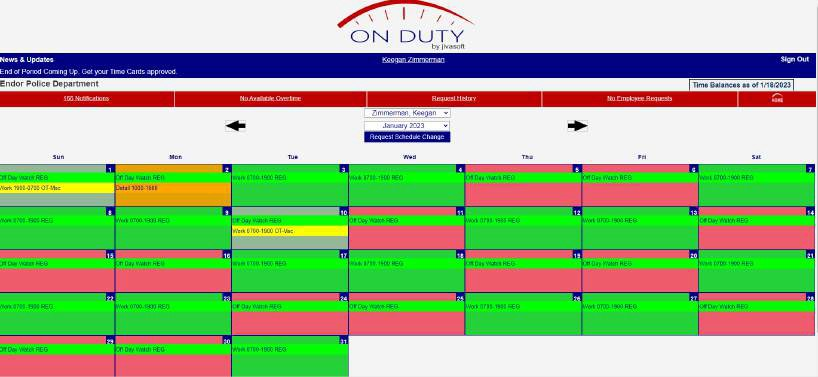 ON DUTY
by jivasoft
News & Updates Keegan Zimmerman Sign Out
End of Period Coming Up. Get your Time Cards approved.
Endor Police Department Time Balances as of 1/18/2023
No Available Overtime Request History No Employee Requests HOME
Zimmerman, Keegan
January 2023
Request Schedule Change
Sun Mon Tue Wed Thu Fri Sat
1 2 3 4 5 6 7
Off Day Watch REG Off Day Watch REG Work 0700-1900 REG Work 0700-1900 REG Off Day Watch REG Off Day Watch REG Work 0700-1900 REG
Work 1900-0700 OT-Vac Detail 1000-1600
8 9 10 11 12 13 14
Work 0700-1900 REG Work 0700-1900 REG Off Day Watch REG Off Day Watch REG Work 0700-1900 REG Work 0700-1900 REG Off Day Watch REG
Work 0700-1900 OT-Vac
15 16 17 18 19 20 21
Off Day Watch REG Off Day Watch REG Work 0700-1900 REG Work 0700-1900 REG Off Day Watch REG Off Day Watch REG Work 0700-1900 REG
22 23 24 25 26 27 28
Work 0700-1900 REG Work 0700-1900 REG Off Day Watch REG Off Day Watch REG Work 0700-1900 REG Work 0700-1900 REG Off Day Watch REG
29 30 31
Off Day Watch REG Off Day Watch REG Work 0700-1900 REG